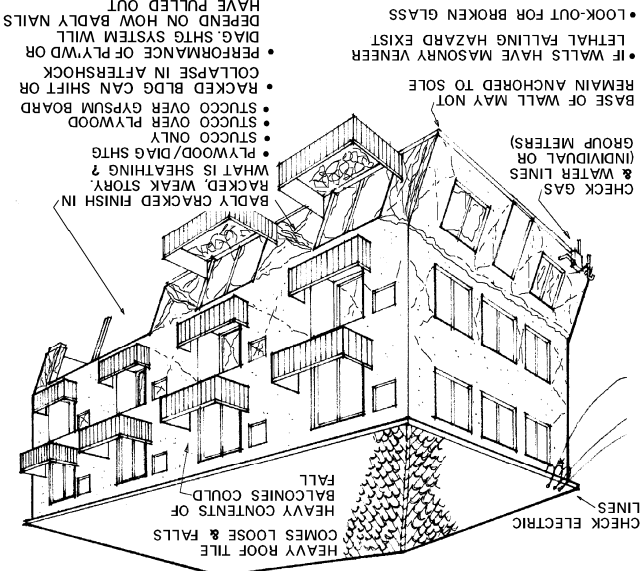 CHECK ELECTRIC
LINES
HEAVY ROOF TILE
COMES LOOSE & FALLS
HEAVY CONTENTS OF
BALCONIES COULD
FALL
CHECK GAS
& WATER LINES
(INDIVIDUAL OR
GROUP METERS)
BASE OF WALL MAY NOT
REMAIN ANCHORED TO SOLE
• IF WALLS HAVE MASONRY VENEER
LETHAL FALLING HAZARD EXIST
• LOOK-OUT FOR BROKEN GLASS
BADLY CRACKED FINISH IN
RACKED, WEAK STORY.
WHAT IS SHEATHING ?
• PLYWOOD/DIAG SHTG
• STUCCO ONLY
• STUCCO OVER PLYWOOD
• STUCCO OVER GYPSUM BOARD
• RACKED BLDG CAN SHIFT OR
COLLAPSE IN AFTERSHOCK
• PERFORMANCE OF PLY'WD OR
DIAG. SHTG SYSTEM WILL
DEPEND ON HOW BADLY NAILS
HAVE PULLED OUT